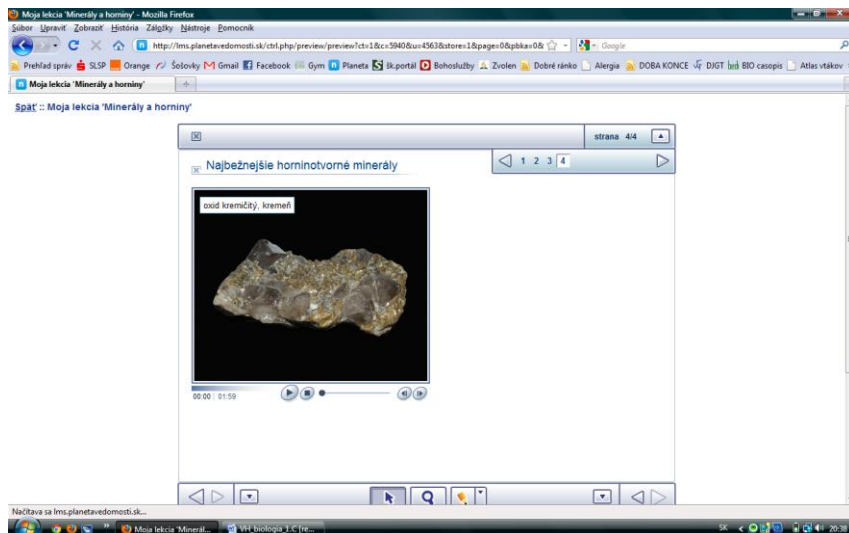 Moja lekcia 'Minerály a horniny' - Mozilla Firefox
Súbor Upraviť Zobraziť História Záložky Nástroje Pomocník
http://lms.planetavedomosti.sk/ctrl.php/preview/preview?ct=1&c=5940&u=4563&store=1&page=0&pbka=0& Google
Prehľad správ SLSP Orange Šošovky Gmail Facebook Gym Planeta šk.portál Bohoslužby Zvolen Dobré ránko Alergia DOBA KONCE DJGT BIO casopis Atlas vtákov
Moja lekcia 'Minerály a horniny'
Späť :: Moja lekcia 'Minerály a horniny'
strana 4/4
1 2 3 4
Najbežnejšie horninotvorné minerály
oxid kremičitý, kremeň
00:00 | 01:59
Načítava sa lms.planetavedomosti.sk...
Moja lekcia 'Minerál... VH_biologia_1.C [re... SK 20:38